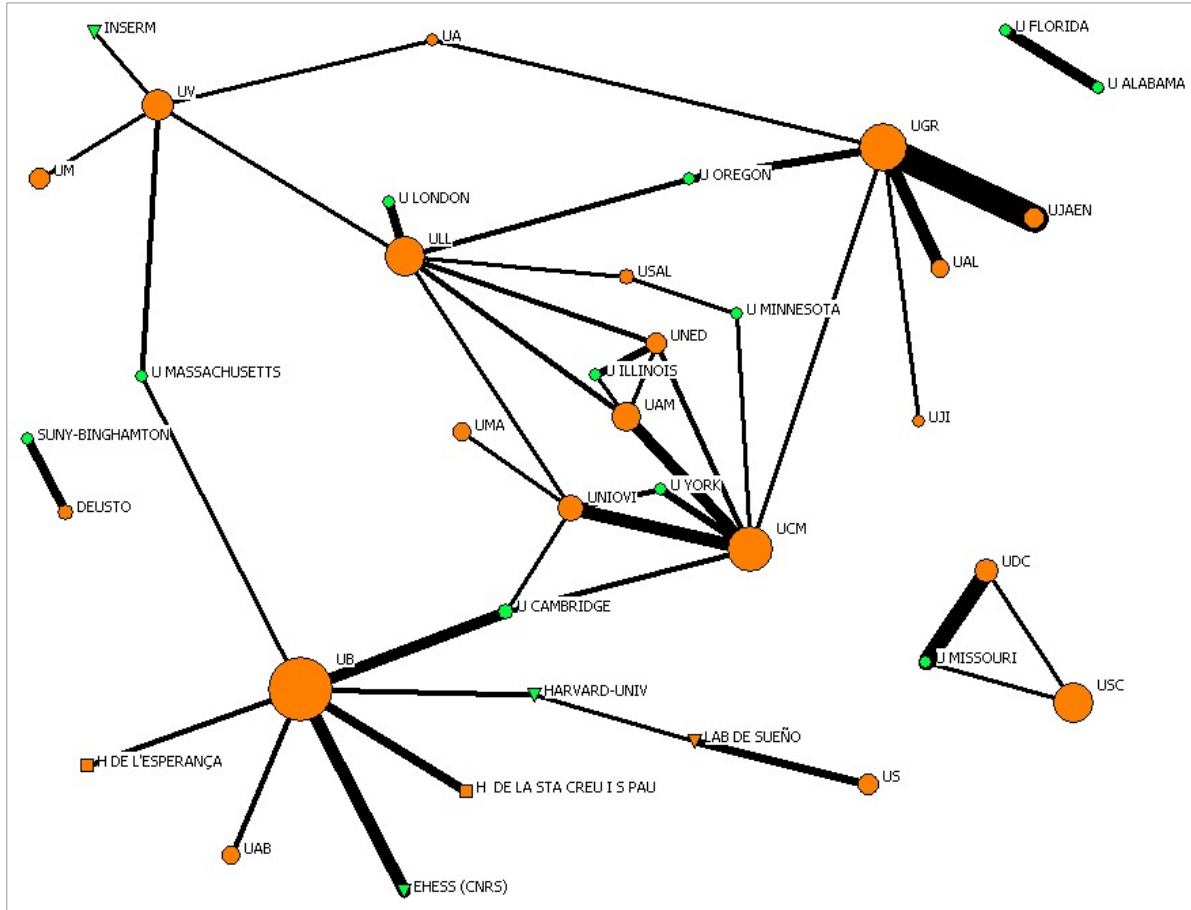 INSERM
UA
U FLORIDA
U ALABAMA
UV
UGR
UM
U OREGON
U LONDON
UJAEN
ULL
UAL
USAL
U MINNESOTA
UNED
U ILLINOIS
U MASSACHUSETTS
UAM
UJI
UMA
SUNY-BINGHAMTON
U YORK
UNIOVI
DEUSTO
UCM
UDC
U CAMBRIDGE
UB
U MISSOURI
HARVARD-UNIV
USC
LAB DE SUEÑO
H DE L'ESPERANÇA
US
H DE LA STA CREU I S PAU
UAB
EHESS (CNRS)